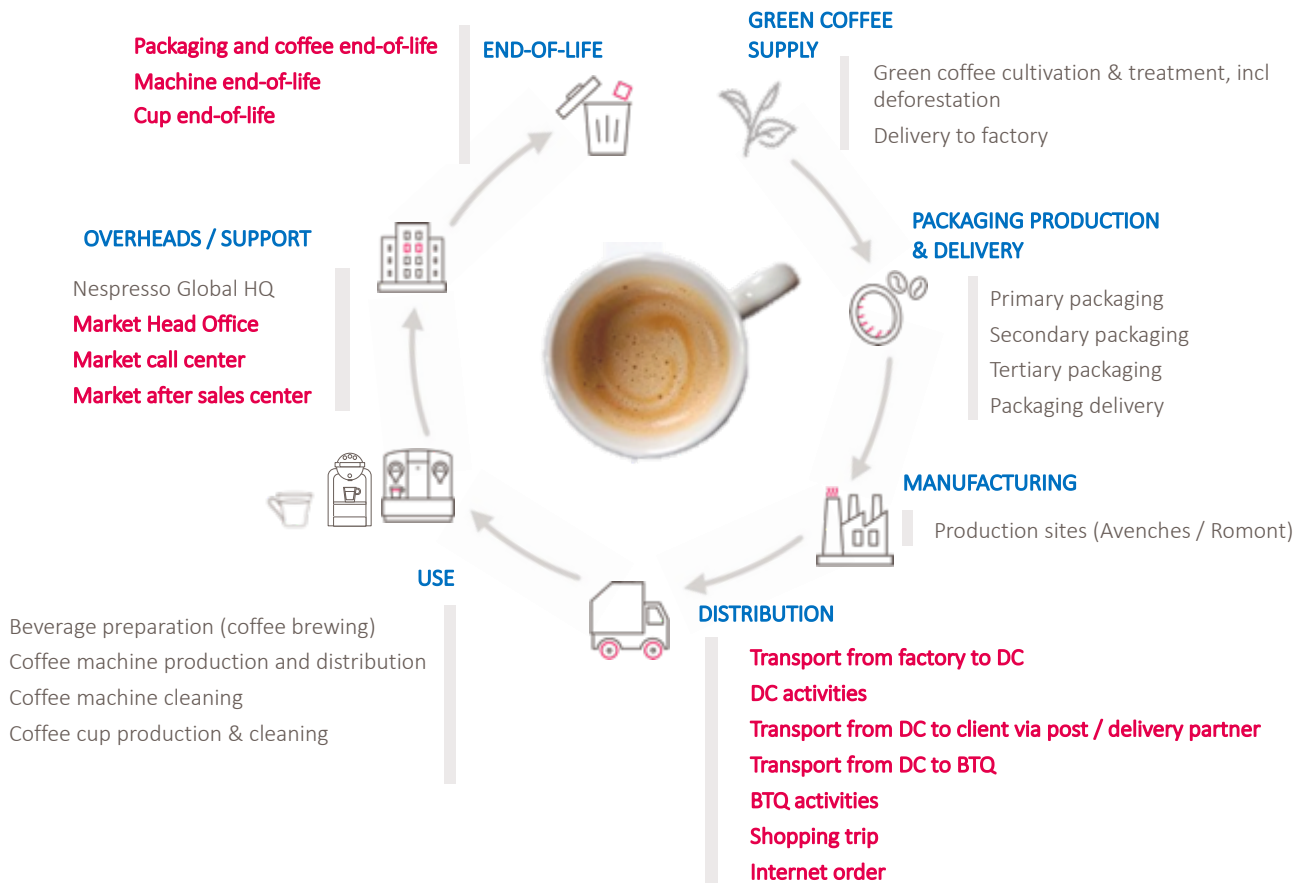 GREEN COFFEE
SUPPLY
Green coffee cultivation & treatment, incl
deforestation
Delivery to factory
PACKAGING PRODUCTION
& DELIVERY
Primary packaging
Secondary packaging
Tertiary packaging
Packaging delivery
MANUFACTURING
Production sites (Avenches / Romont)
DISTRIBUTION
Transport from factory to DC
DC activities
Transport from DC to client via post / delivery partner
Transport from DC to BTQ
BTQ activities
Shopping trip
Internet order
USE
Beverage preparation (coffee brewing)
Coffee machine production and distribution
Coffee machine cleaning
Coffee cup production & cleaning
OVERHEADS / SUPPORT
Nespresso Global HQ
Market Head Office
Market call center
Market after sales center
END-OF-LIFE
Packaging and coffee end-of-life
Machine end-of-life
Cup end-of-life